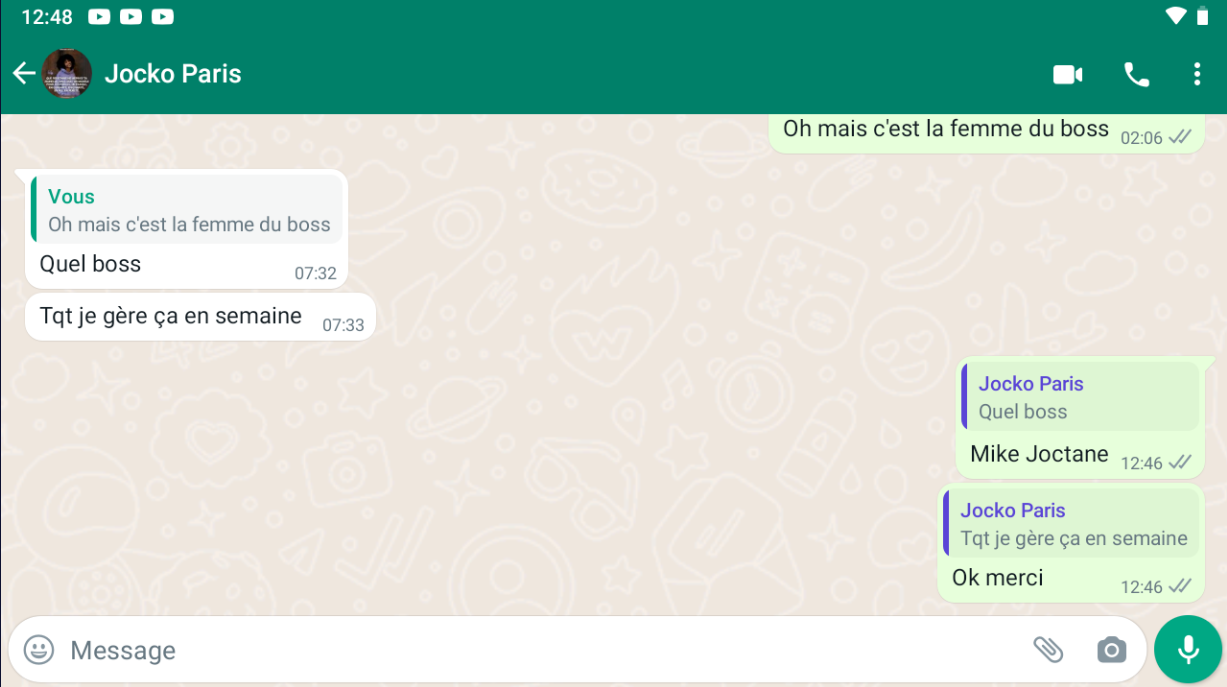 12:48
Jocko Paris
Oh mais c'est la femme du boss 02:06
Vous
Oh mais c'est la femme du boss
Quel boss 07:32
Tqt je gère ça en semaine 07:33
Jocko Paris
Quel boss
Mike Joctane 12:46
Jocko Paris
Tqt je gère ça en semaine
Ok merci 12:46
Message